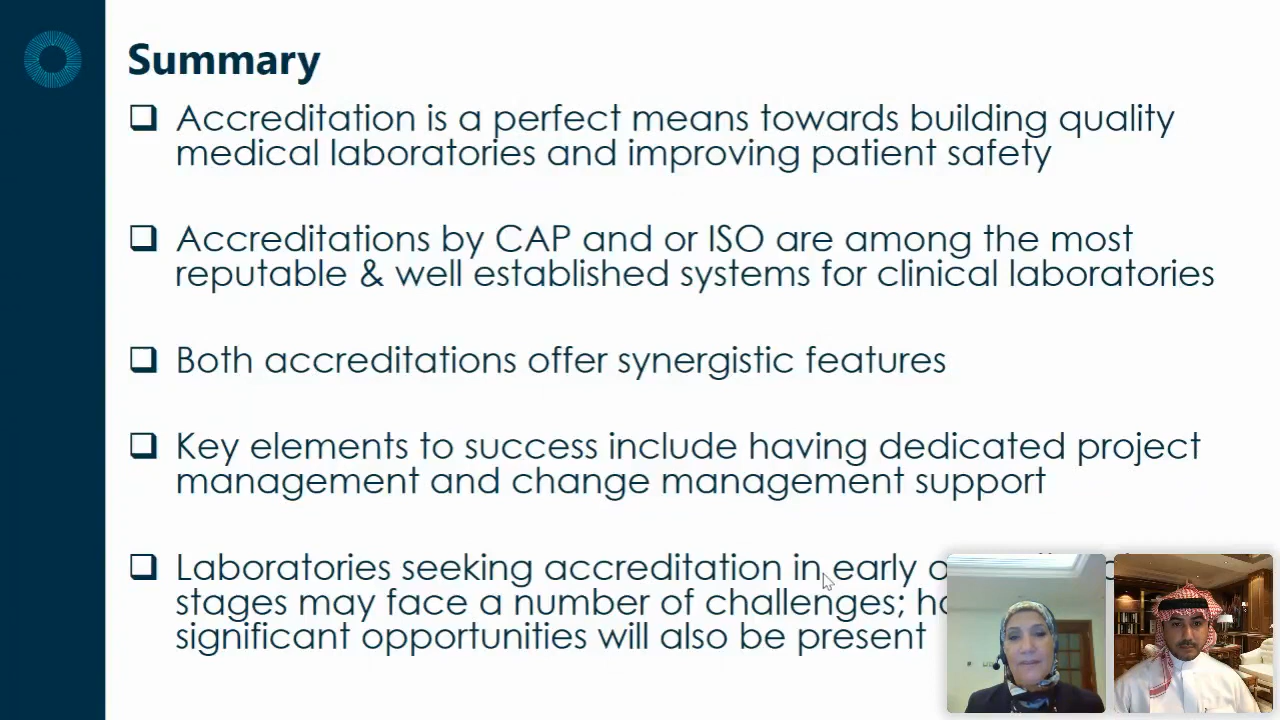 Summary
Accreditation is a perfect means towards building quality
medical laboratories and improving patient safety
Accreditations by CAP and or ISO are among the most
reputable & well established systems for clinical laboratories
Both accreditations offer synergistic features
Key elements to success include having dedicated project
management and change management support
Laboratories seeking accreditation in early
stages may face a number of challenges;
significant opportunities will also be present